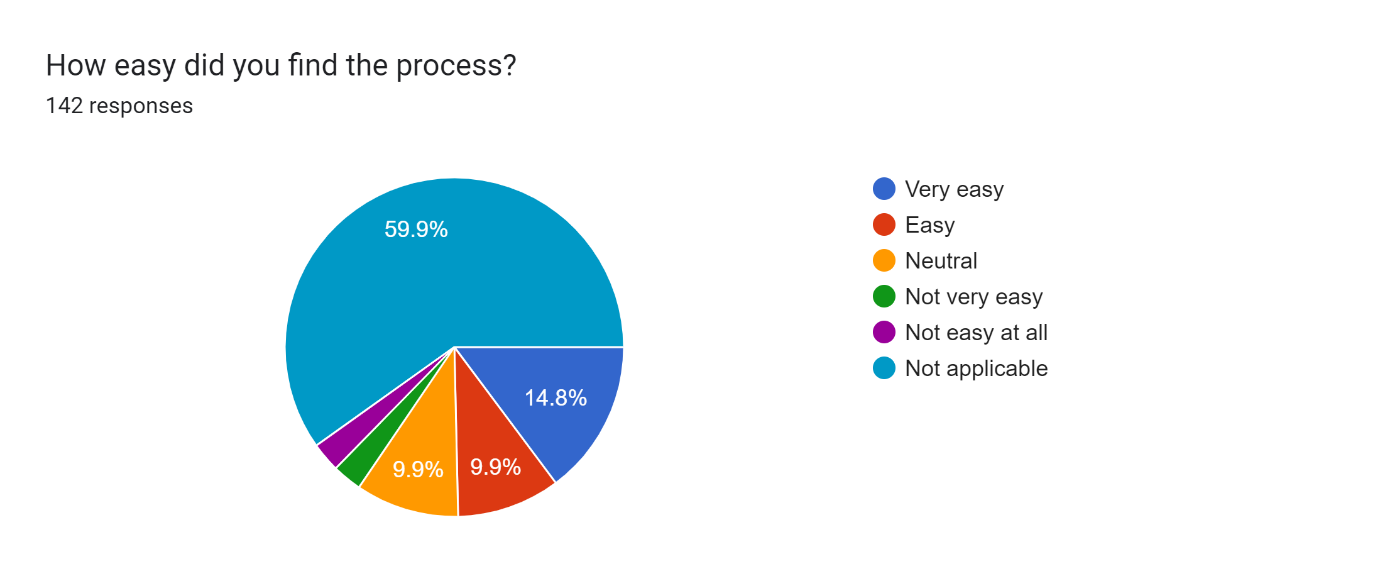 How easy did you find the process?
142 responses
59.9%
14.8%
9.9%
9.9%
Very easy
Easy
Neutral
Not very easy
Not easy at all
Not applicable